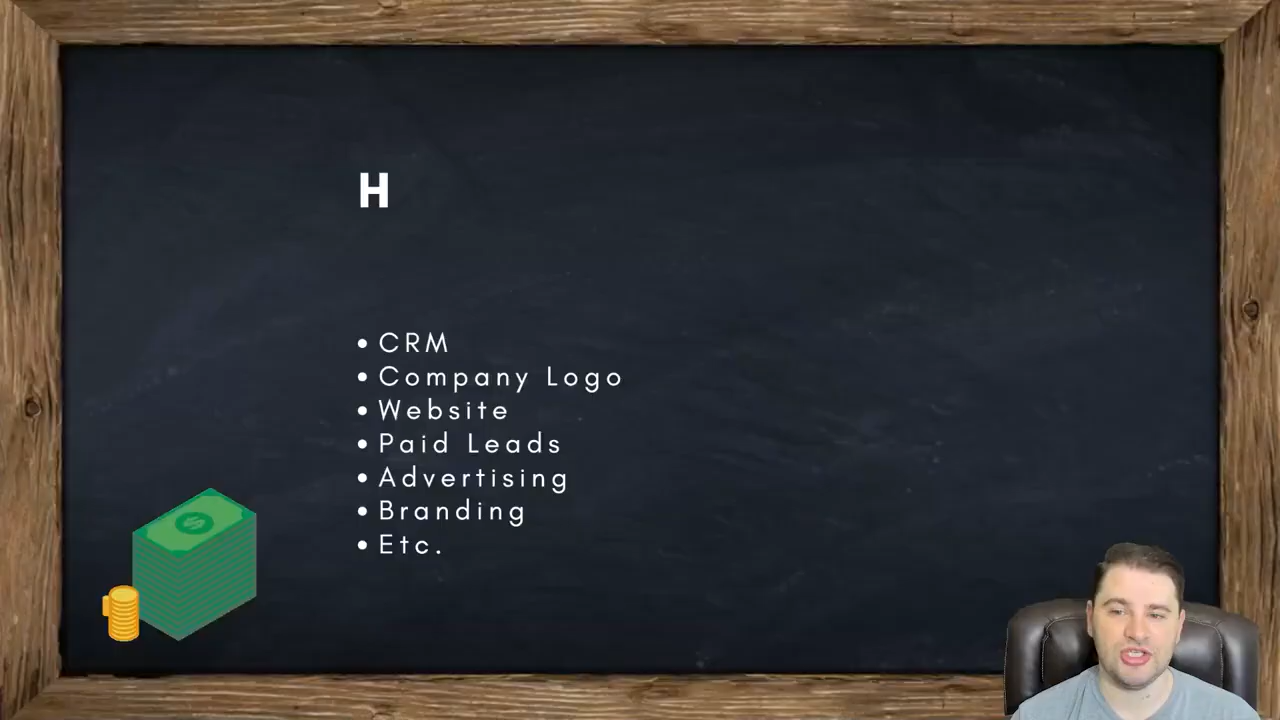 H
• CRM
• Company Logo
• Website
• Paid Leads
• Advertising
• Branding
• Etc.